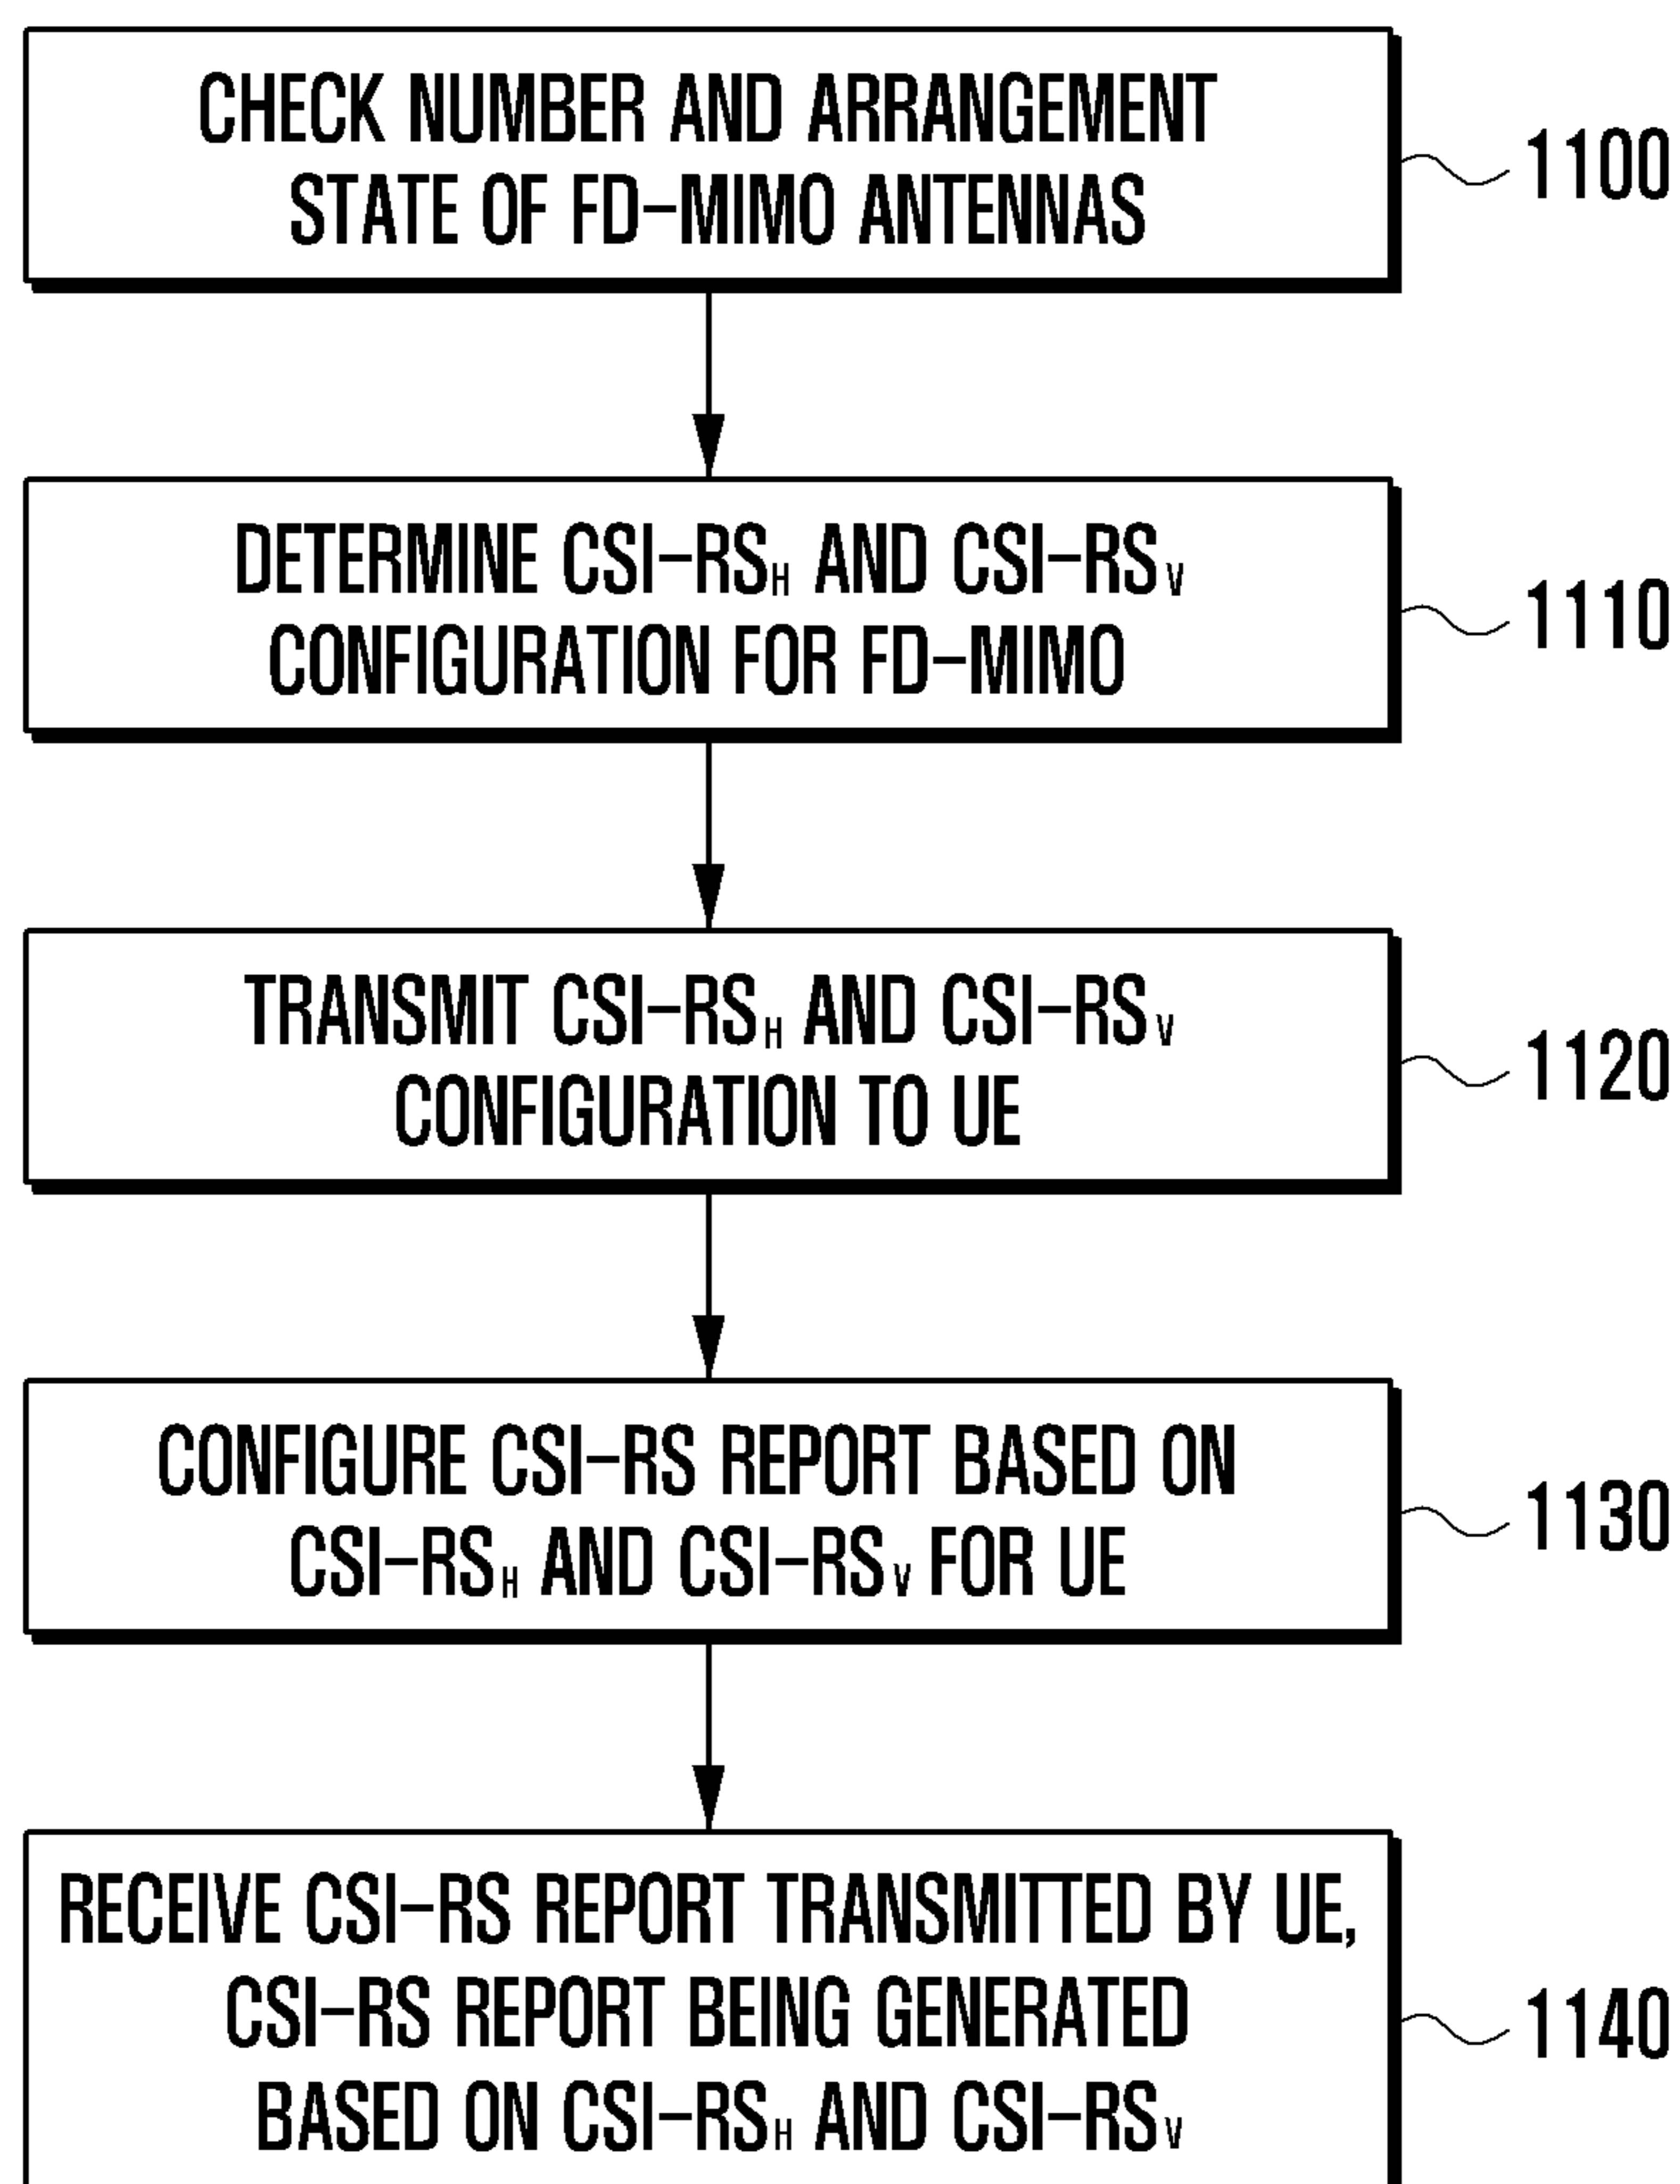 CHECK NUMBER AND ARRANGEMENT
STATE OF FD-MIMO ANTENNAS
1100
DETERMINE CSI-RSH AND CSI-RSV
CONFIGURATION FOR FD-MIMO
1110
TRANSMIT CSI-RSH AND CSI-RSV
CONFIGURATION TO UE
1120
CONFIGURE CSI-RS REPORT BASED ON
CSI-RSH AND CSI-RSV FOR UE
1130
RECEIVE CSI-RS REPORT TRANSMITTED BY UE,
CSI-RS REPORT BEING GENERATED
BASED ON CSI-RSH AND CSI-RSV
1140